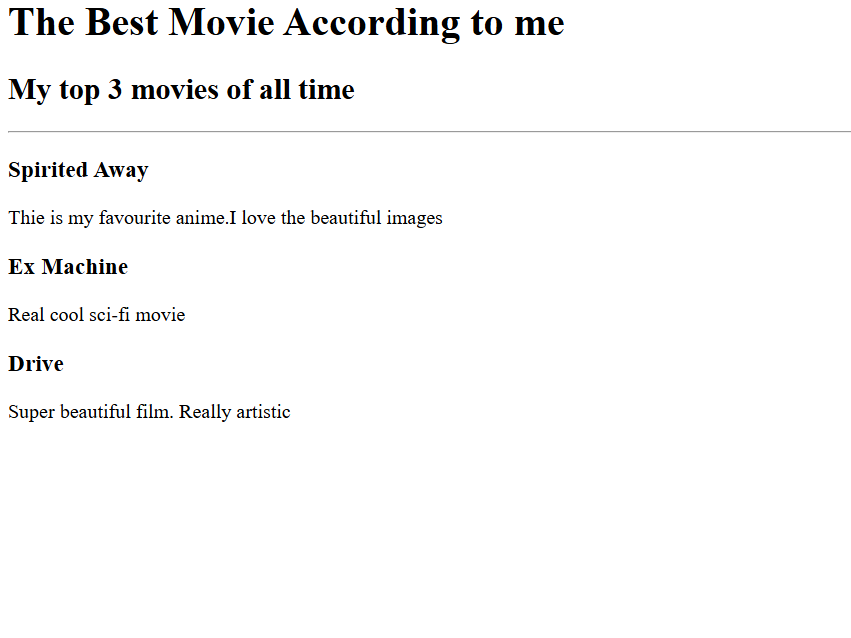 The Best Movie According to me
My top 3 movies of all time
Spirited Away
Thie is my favourite anime.I love the beautiful images
Ex Machine
Real cool sci-fi movie
Drive
Super beautiful film. Really artistic